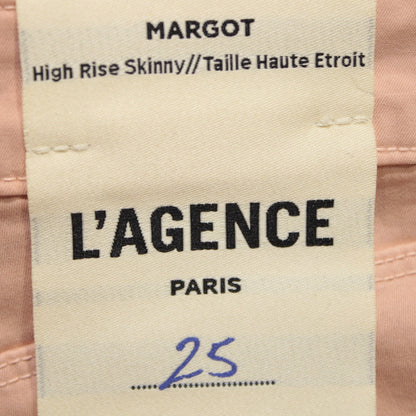 MARGOT
High Rise Skinny//Taille Haute Etroit
L'AGENCE
PARIS
25